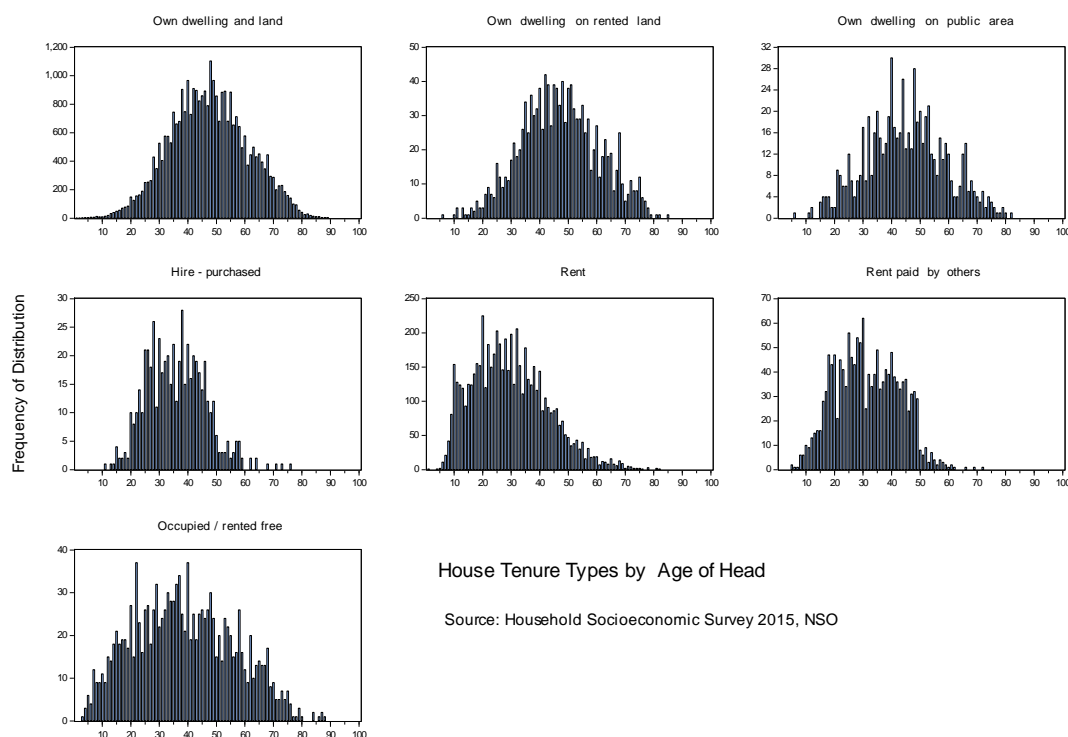 Own dwelling and land
1,200
1,000
800
600
400
200
0
10 20 30 40 50 60 70 80 90 100
Own dwelling on rented land
50
40
30
20
10
0
10 20 30 40 50 60 70 80 90 100
Own dwelling on public area
32
28
24
20
16
12
8
4
0
10 20 30 40 50 60 70 80 90 100
Frequency of Distribution
Hire - purchased
30
25
20
15
10
5
0
10 20 30 40 50 60 70 80 90 100
Rent
250
200
150
100
50
0
10 20 30 40 50 60 70 80 90 100
Rent paid by others
70
60
50
40
30
20
10
0
10 20 30 40 50 60 70 80 90 100
Occupied / rented free
40
30
20
10
0
10 20 30 40 50 60 70 80 90 100
House Tenure Types by Age of Head
Source: Household Socioeconomic Survey 2015, NSO